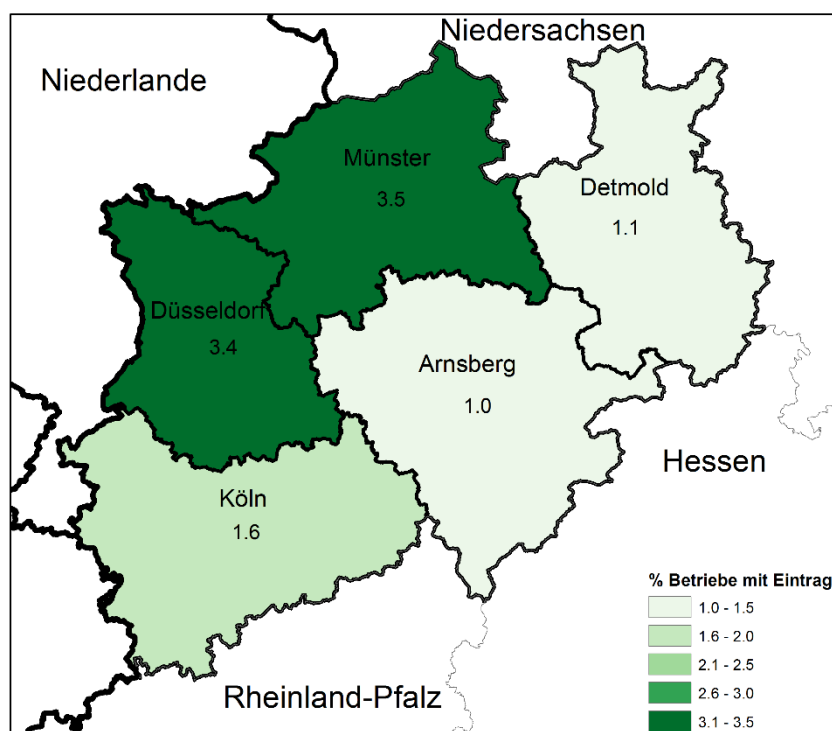 Niedersachsen
Niederlande
Münster
3.5
Detmold
1.1
Düsseldorf
3.4
Arnsberg
1.0
Hessen
Köln
1.6
Rheinland-Pfalz
% Betriebe mit Eintrag
1.0 - 1.5
1.6 - 2.0
2.1 - 2.5
2.6 - 3.0
3.1 - 3.5